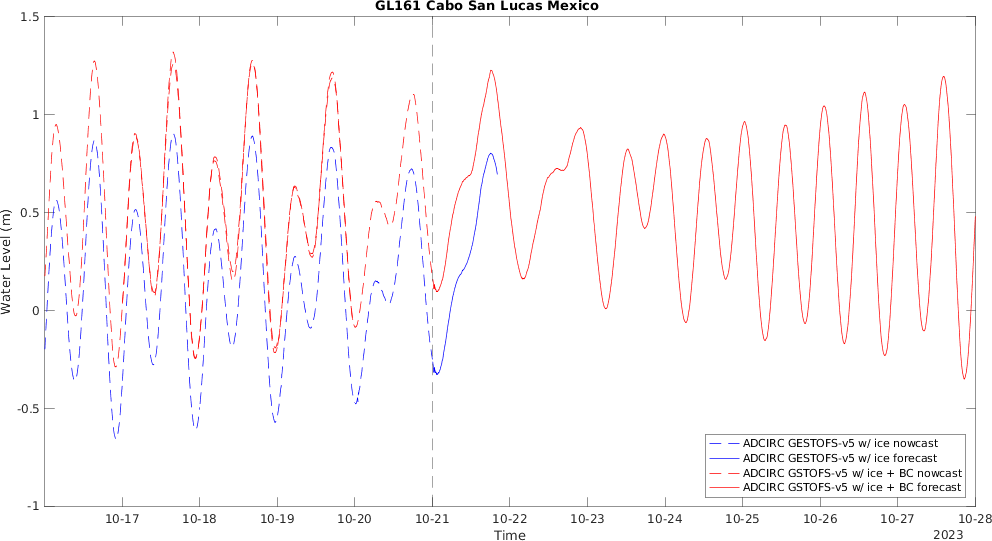 GL161 Cabo San Lucas Mexico
1.5
1
0.5
0
-0.5
-1
Water Level (m)
ADCIRC GESTOFS-v5 w/ ice nowcast
ADCIRC GESTOFS-v5 w/ ice forecast
ADCIRC GSTOFS-v5 w/ ice + BC nowcast
ADCIRC GSTOFS-v5 w/ ice + BC forecast
10-17 10-18 10-19 10-20 10-21 10-22 10-23 10-24 10-25 10-26 10-27 10-28
Time
2023